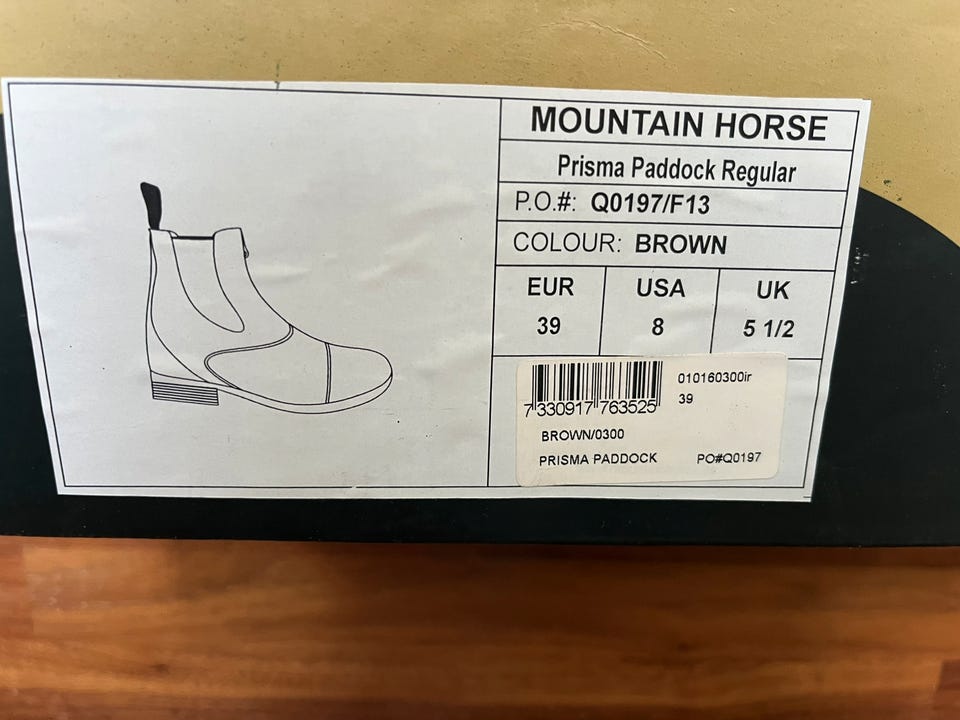 MOUNTAIN HORSE
Prisma Paddock Regular
P.O.#: Q0197/F13
COLOUR: BROWN
EUR USA UK
39 8 5 1/2
010160300ir
39
7 330917 763525
BROWN/0300
PRISMA PADDOCK PO#Q0197